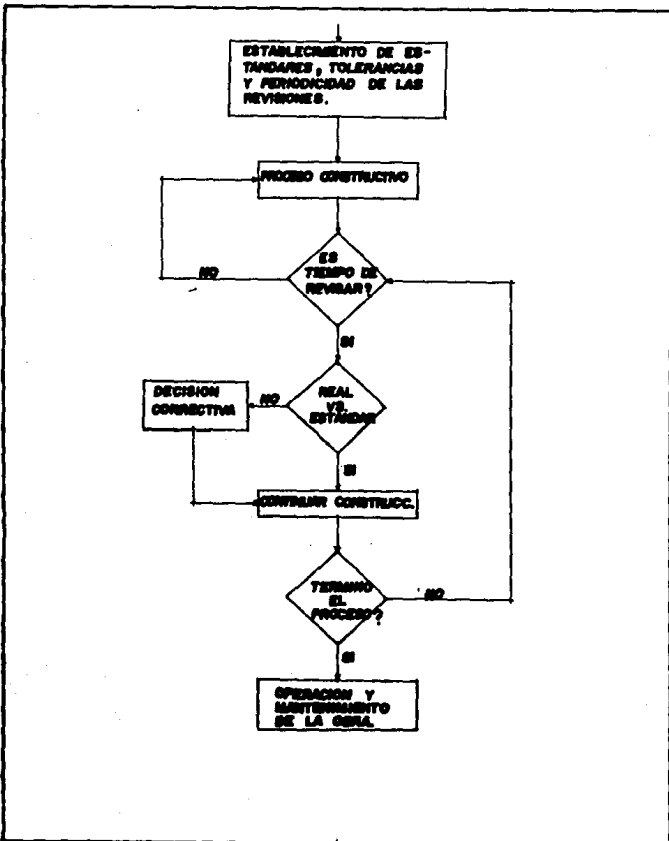 ESTABLECIMIENTO DE ES-
TANDARES, TOLERANCIAS
Y PERIODICIDAD DE LAS
REVISIONES.
PROCESO CONSTRUCTIVO
ES
TIEMPO DE
REVISAR?
NO
SI
REAL
VS.
ESTANDAR
NO
DECISION
CORRECTIVA
SI
CONTINUAR CONSTRUCC.
TERMINO
EL
PROCESO?
NO
SI
OPERACION Y
MANTENIMIENTO
DE LA OBRA.